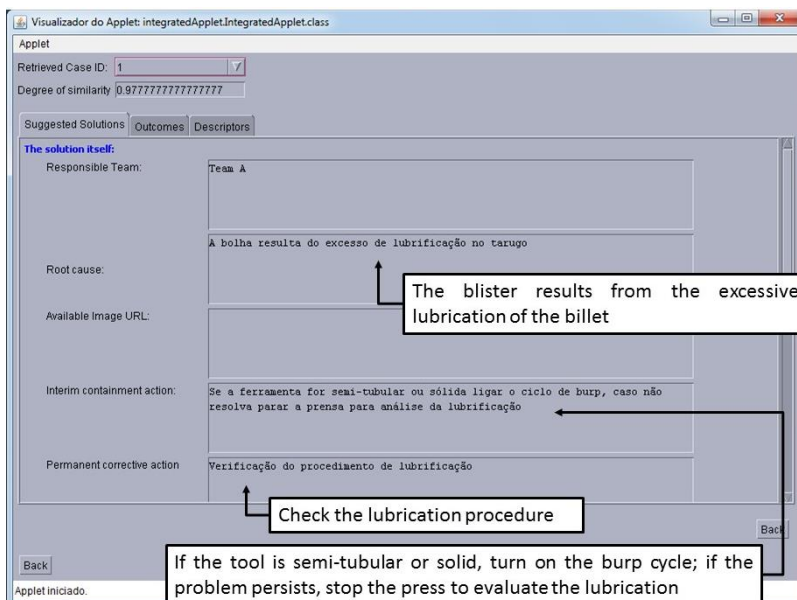 Visualizador do Applet: integratedApplet.IntegratedApplet.class
Applet
Retrieved Case ID: 1
Degree of similarity 0.9777777777777777
Suggested Solutions Outcomes Descriptors
The solution itself:
Responsible Team: Team A
A bolha resulta do excesso de lubrificação no tarugo
Root cause:
The blister results from the excessive
lubrication of the billet
Available Image URL:
Interim containment action: Se a ferramenta for semi-tubular ou sólida ligar o ciclo de burp, caso não
resolva parar a prensa para análise da lubrificação
Permanent corrective action Verificação do procedimento de lubrificação
Check the lubrication procedure
Back
Back
If the tool is semi-tubular or solid, turn on the burp cycle; if the
problem persists, stop the press to evaluate the lubrication
Applet iniciado.